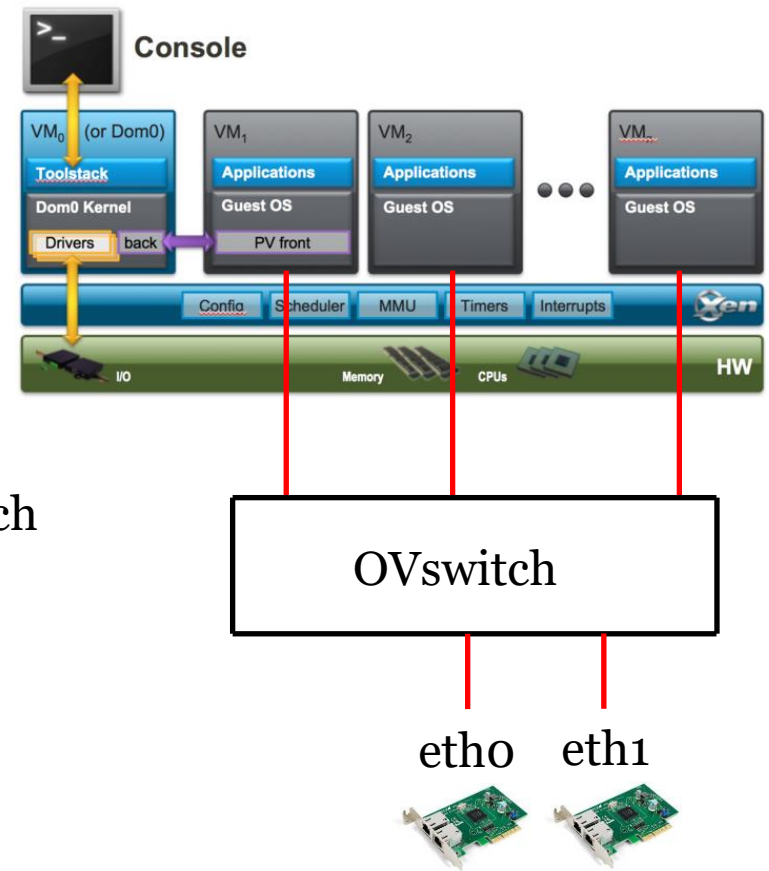 >_
Console
VM0 (or Dom0)
VM1
VM2
VMn
Toolstack
Applications
Applications
Applications
Dom0 Kernel
Guest OS
Guest OS
Guest OS
Drivers
back
PV front
Config
Scheduler
MMU
Timers
Interrupts
Xen
I/O
Memory
CPUs
HW
ch
OVswitch
eth0
eth1